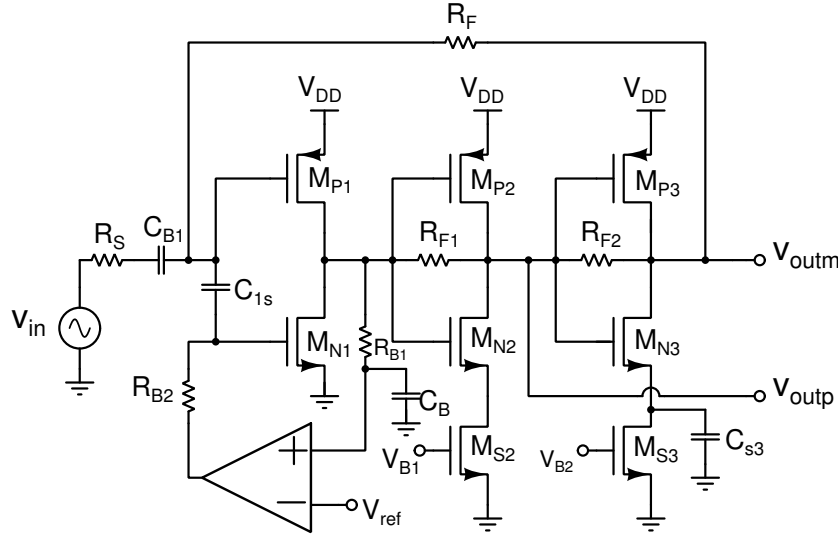 R_F
V_DD V_DD V_DD
M_P1 M_P2 M_P3
R_S C_B1 R_F1 R_F2 V_outm
C_1s
V_in M_N1 R_B1 M_N2 M_N3
R_B2 C_B V_outp
+ V_B1 M_S2 V_B2 M_S3 C_s3
− V_ref